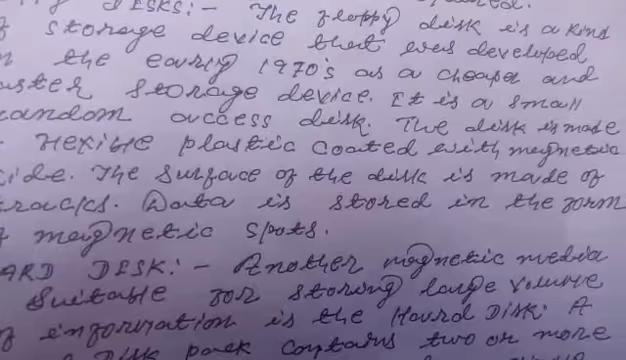 DISKS:- The floppy disk is a kind
storage device that was developed
the early 1970's as a cheaper and
storage device. It is a small
random access disk. The disk is made
flexible plastic coated with magnetic
The surface of the disk is made of
tracks. Data is stored in the form
magnetic spots.
HARD DISK:- Another magnetic media
Suitable for storing large volume
of information is the Hard DISK. A
DISK pack contains two or more